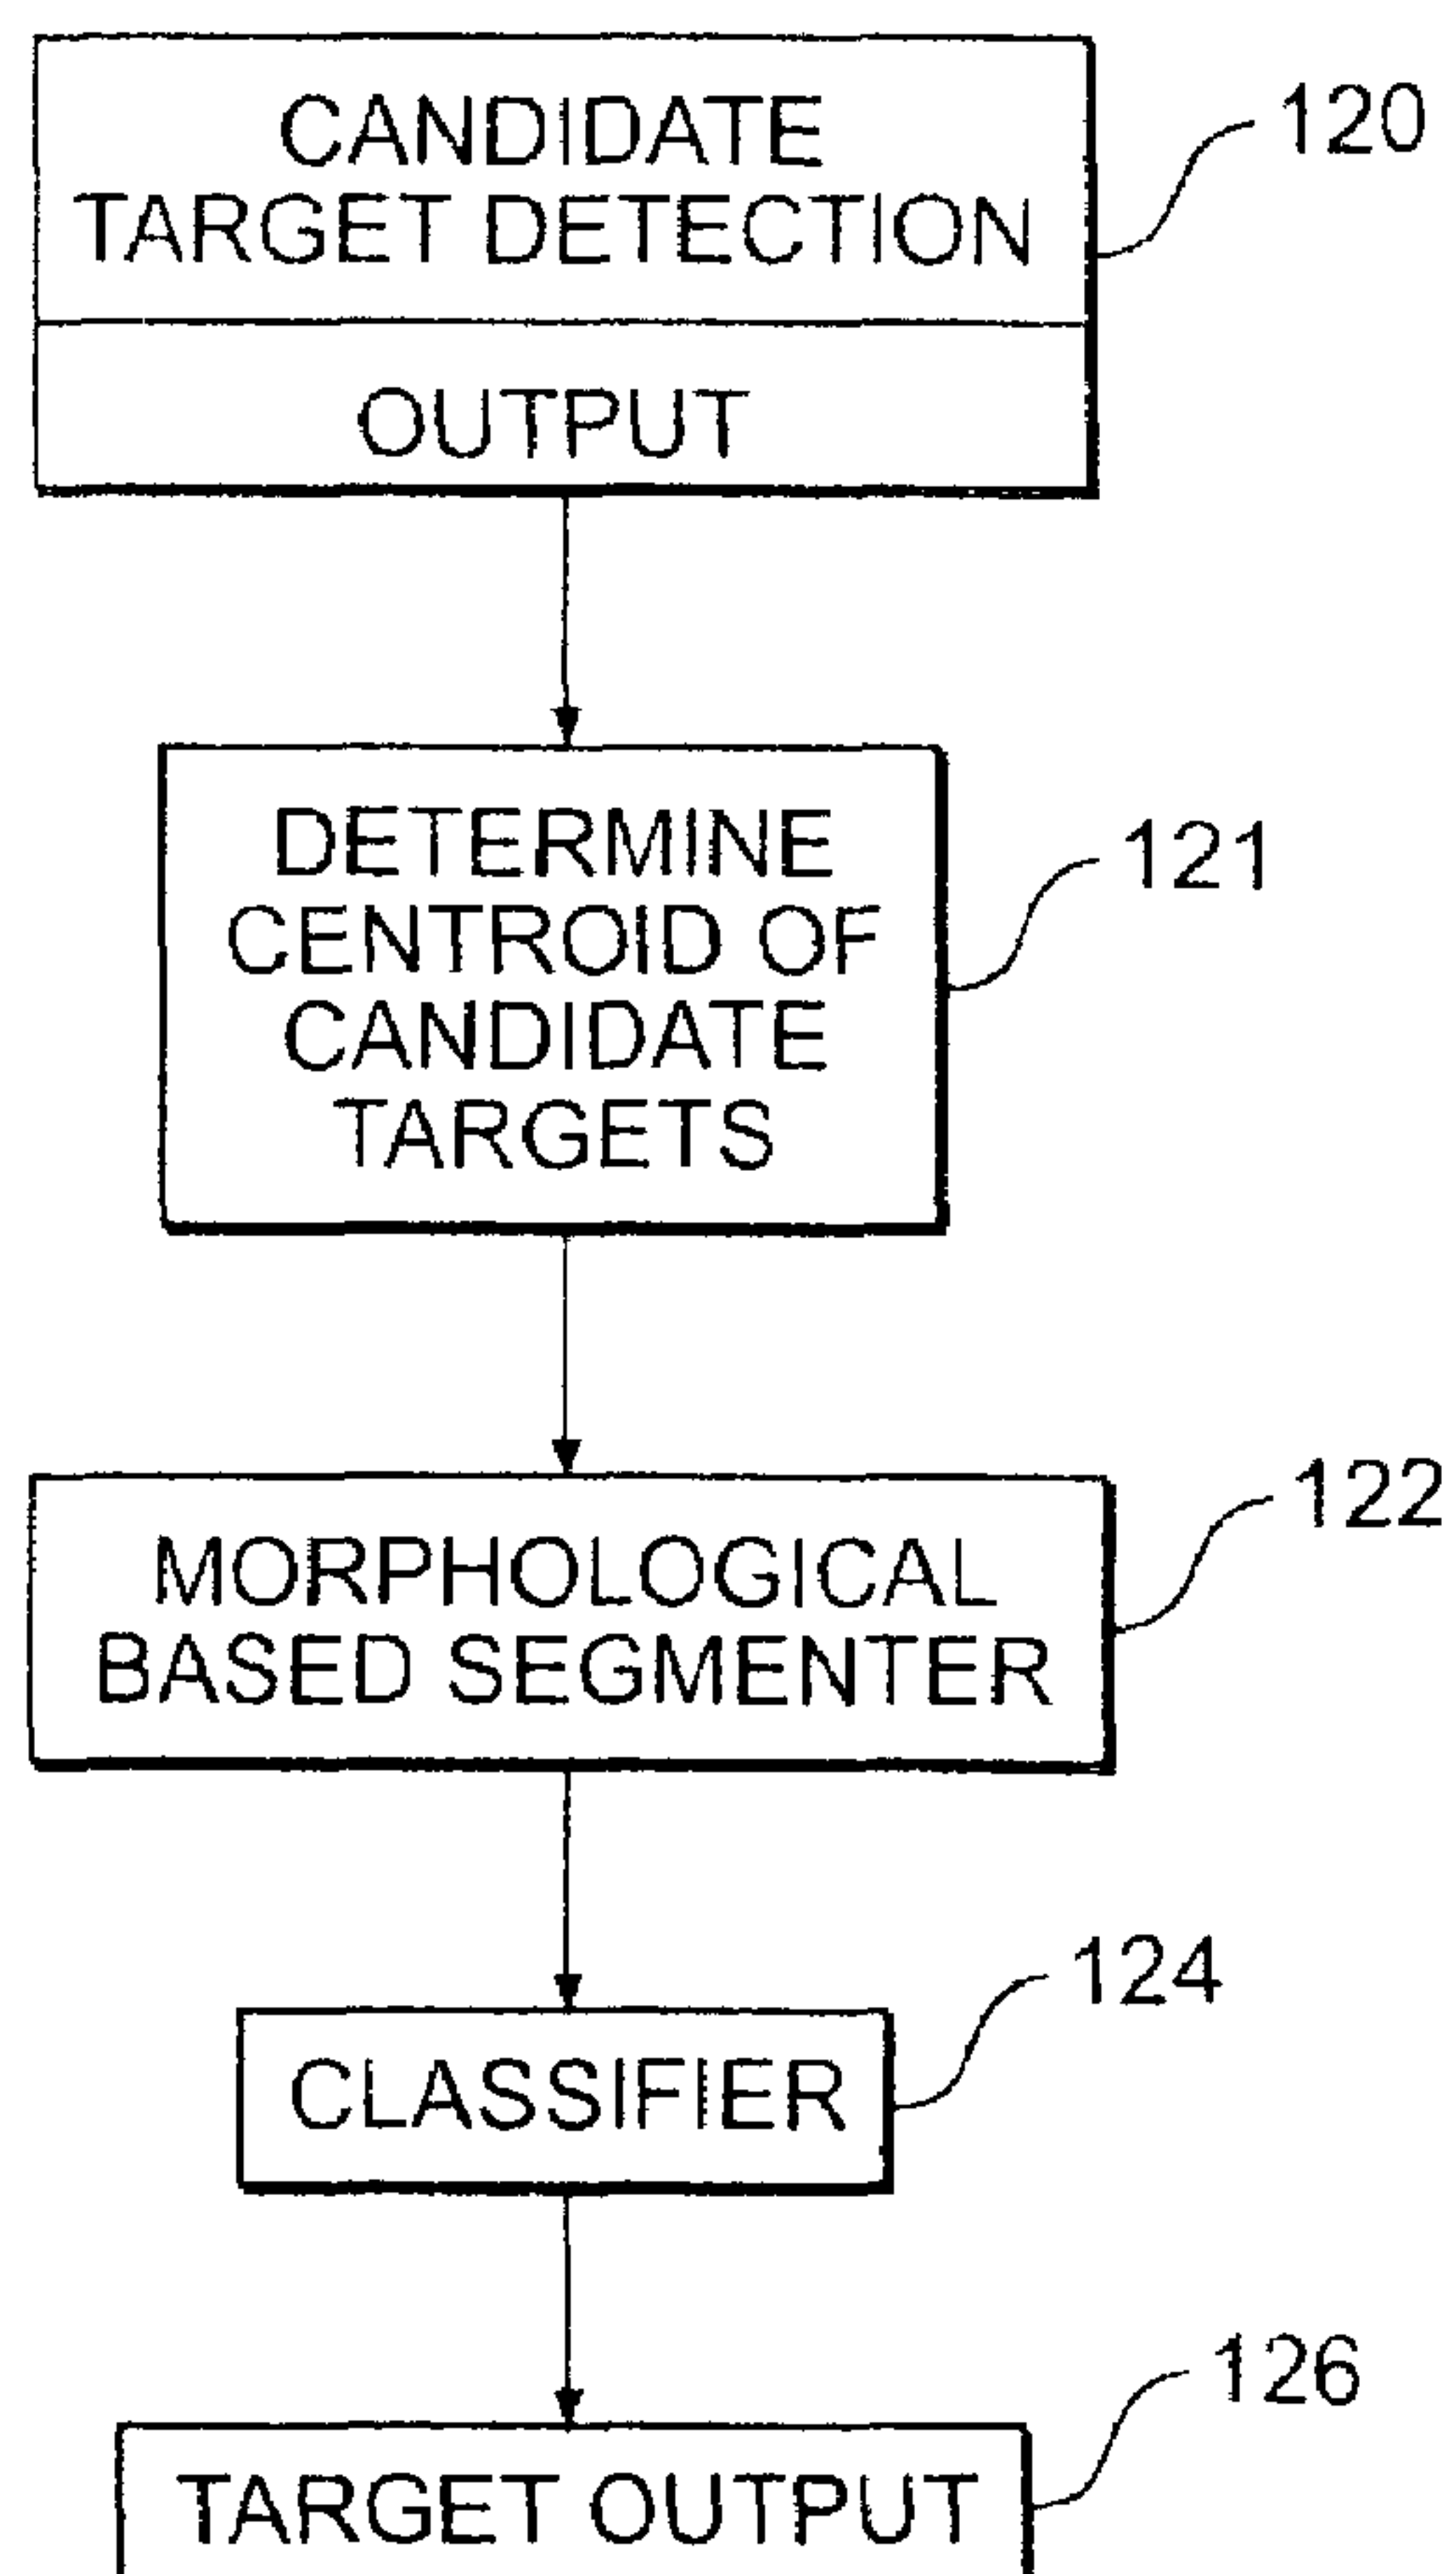 CANDIDATE
TARGET DETECTION
120
OUTPUT
DETERMINE
CENTROID OF
CANDIDATE
TARGETS
121
MORPHOLOGICAL
BASED SEGMENTER
122
CLASSIFIER
124
TARGET OUTPUT
126